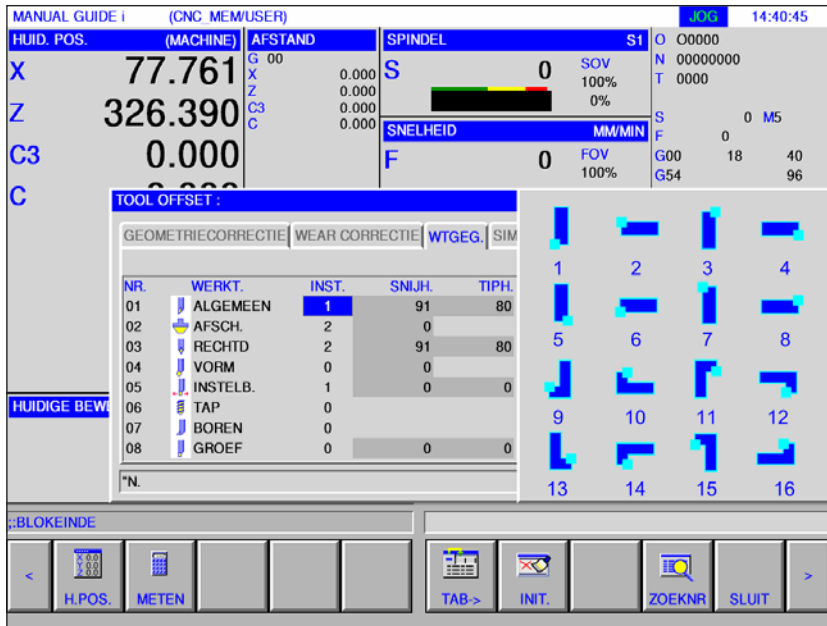 MANUAL GUIDE i (CNC_MEM/USER) JOG 14:40:45
HUID. POS. (MACHINE)
X 77.761
Z 326.390
C3 0.000
C
AFSTAND
G 00
X 0.000
Z 0.000
C3 0.000
C 0.000
SPINDEL S1
S 0 SOV
100%
0%
SNELHEID MM/MIN
F 0 FOV
100%
O O0000
N 00000000
T 0000
S 0 M5
F 0
G00 18 40
G54 96
TOOL OFFSET :
GEOMETRIECORRECTIE WEAR CORRECTIE WTGEG. SIM
NR. WERKT. INST. SNIJH. TIPH.
01 ALGEMEEN 1 91 80
02 AFSCH. 2 0
03 RECHTD 2 91 80
04 VORM 0 0
05 INSTELB. 1 0 0
06 TAP 0
07 BOREN 0
08 GROEF 0 0 0
"N.
1 2 3 4
5 6 7 8
9 10 11 12
13 14 15 16
HUIDIGE BEWE
;:BLOKEINDE
< H.POS. METEN TAB-> INIT. ZOEKNR SLUIT >